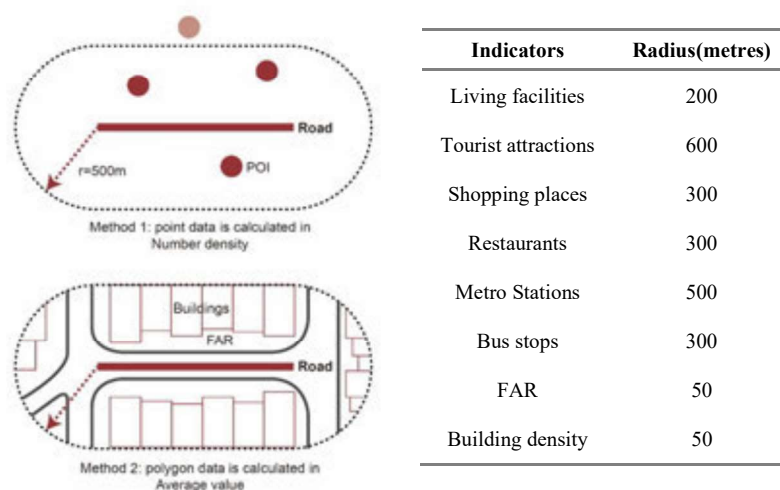 Road
r=500m
POI
Method 1: point data is calculated in
Number density
Buildings
FAR
Road
Method 2: polygon data is calculated in
Average value
Indicators Radius(metres)
Living facilities 200
Tourist attractions 600
Shopping places 300
Restaurants 300
Metro Stations 500
Bus stops 300
FAR 50
Building density 50